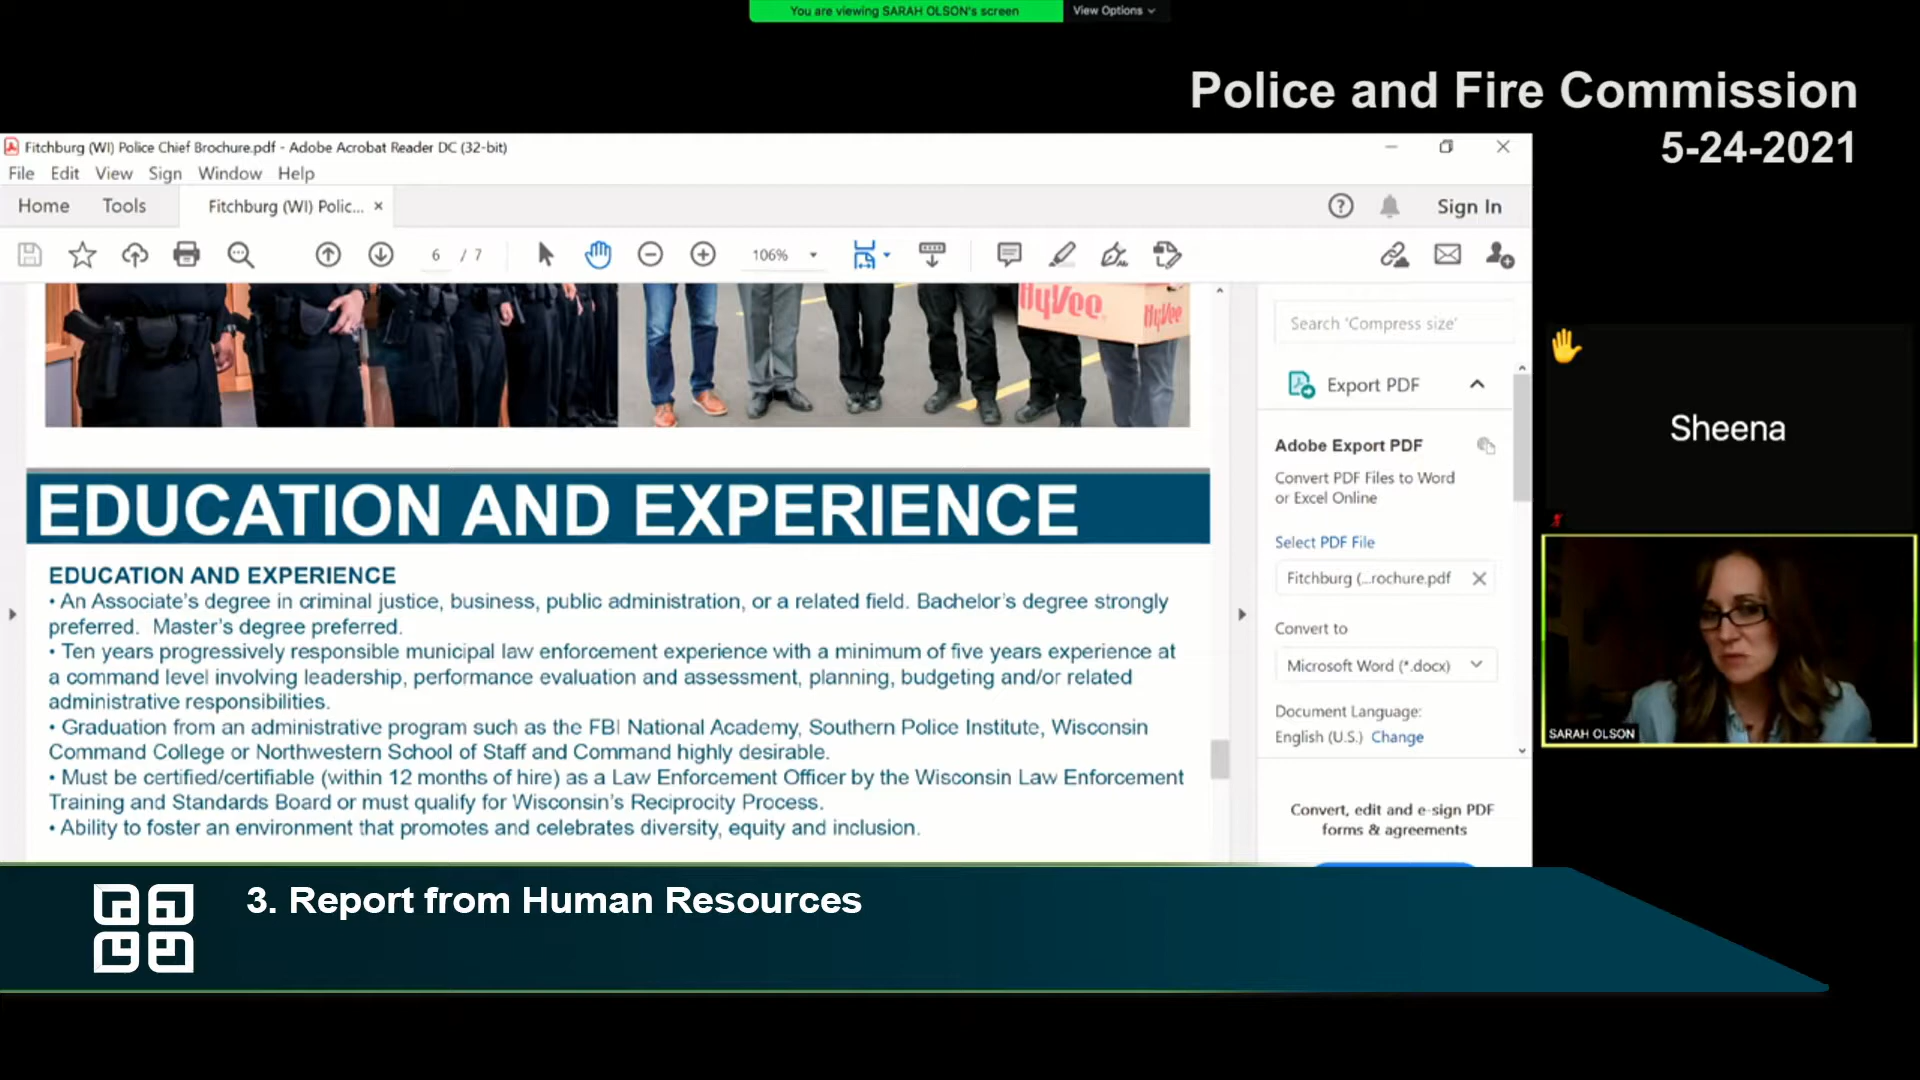 You are viewing SARAH OLSON's screen
View Options
Police and Fire Commission
5-24-2021
Fitchburg (WI) Police Chief Brochure.pdf - Adobe Acrobat Reader DC (32-bit)
File Edit View Sign Window Help
Home Tools Fitchburg (WI) Polic... × Sign In
6 / 7 106%
HyVee HyVee
Search 'Compress size'
Export PDF
Adobe Export PDF
Convert PDF Files to Word
or Excel Online
Select PDF File
Fitchburg (...rochure.pdf
Convert to
Microsoft Word (*.docx)
Document Language:
English (U.S.) Change
Convert, edit and e-sign PDF
forms & agreements
EDUCATION AND EXPERIENCE
EDUCATION AND EXPERIENCE
• An Associate's degree in criminal justice, business, public administration, or a related field. Bachelor's degree strongly
preferred. Master's degree preferred.
• Ten years progressively responsible municipal law enforcement experience with a minimum of five years experience at
a command level involving leadership, performance evaluation and assessment, planning, budgeting and/or related
administrative responsibilities.
• Graduation from an administrative program such as the FBI National Academy, Southern Police Institute, Wisconsin
Command College or Northwestern School of Staff and Command highly desirable.
• Must be certified/certifiable (within 12 months of hire) as a Law Enforcement Officer by the Wisconsin Law Enforcement
Training and Standards Board or must qualify for Wisconsin's Reciprocity Process.
• Ability to foster an environment that promotes and celebrates diversity, equity and inclusion.
Sheena
SARAH OLSON
3. Report from Human Resources